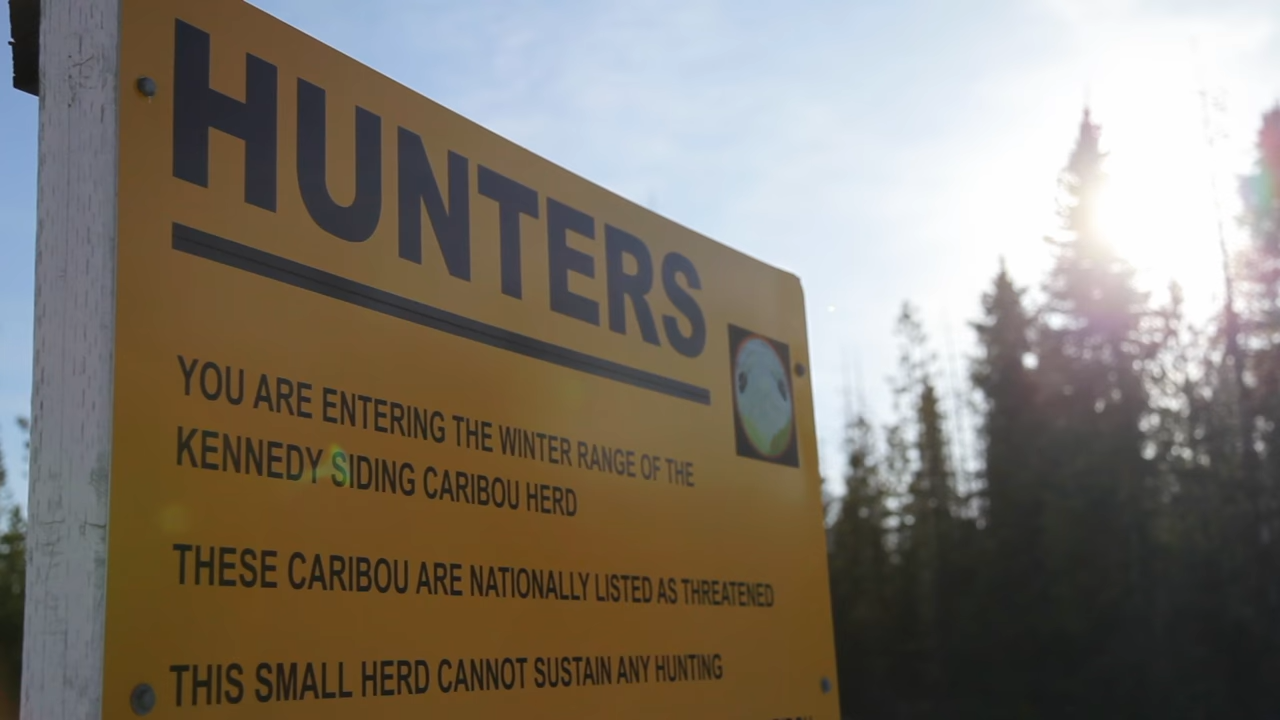 HUNTERS
YOU ARE ENTERING THE WINTER RANGE OF THE
KENNEDY SIDING CARIBOU HERD
THESE CARIBOU ARE NATIONALLY LISTED AS THREATENED
THIS SMALL HERD CANNOT SUSTAIN ANY HUNTING